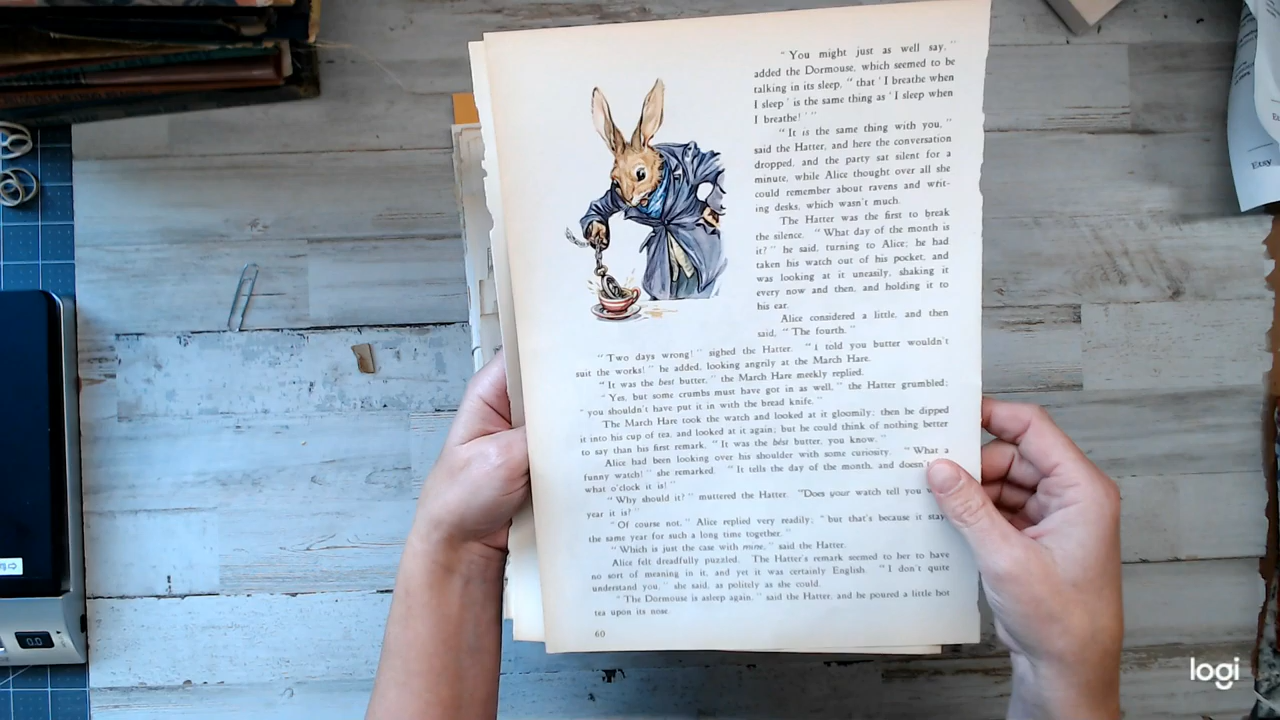 " You might just as well say, "
added the Dormouse, which seemed to be
talking in its sleep, " that ' I breathe when
I sleep ' is the same thing as ' I sleep when
I breathe! ' "
" It is the same thing with you, "
said the Hatter, and here the conversation
dropped, and the party sat silent for a
minute, while Alice thought over all she
could remember about ravens and writ-
ing desks, which wasn't much.
The Hatter was the first to break
the silence. " What day of the month is
it? " he said, turning to Alice; he had
taken his watch out of his pocket, and
was looking at it uneasily, shaking it
every now and then, and holding it to
his ear.
Alice considered a little, and then
said, " The fourth. "
" Two days wrong! " sighed the Hatter. " I told you butter wouldn't
suit the works! " he added, looking angrily at the March Hare.
" It was the best butter, " the March Hare meekly replied.
" Yes, but some crumbs must have got in as well, " the Hatter grumbled;
" you shouldn't have put it in with the bread knife. "
The March Hare took the watch and looked at it gloomily; then he dipped
it into his cup of tea, and looked at it again; but he could think of nothing better
to say than his first remark, " It was the bést butter, you know. "
Alice had been looking over his shoulder with some curiosity. " What a
funny watch! " she remarked. " It tells the day of the month, and doesn't
what o'clock it is! "
" Why should it? " muttered the Hatter. "Does your watch tell you
year it is? "
" Of course not, " Alice replied very readily; " but that's because it stay
the same year for such a long time together. "
" Which is just the case with mine, " said the Hatter.
Alice felt dreadfully puzzled. The Hatter's remark seemed to her to have
no sort of meaning in it, and yet it was certainly English. " I don't quite
understand you, " she said, as politely as she could.
" The Dormouse is asleep again, " said the Hatter, and he poured a little hot
tea upon its nose.
60
0.0
Etsy
logi